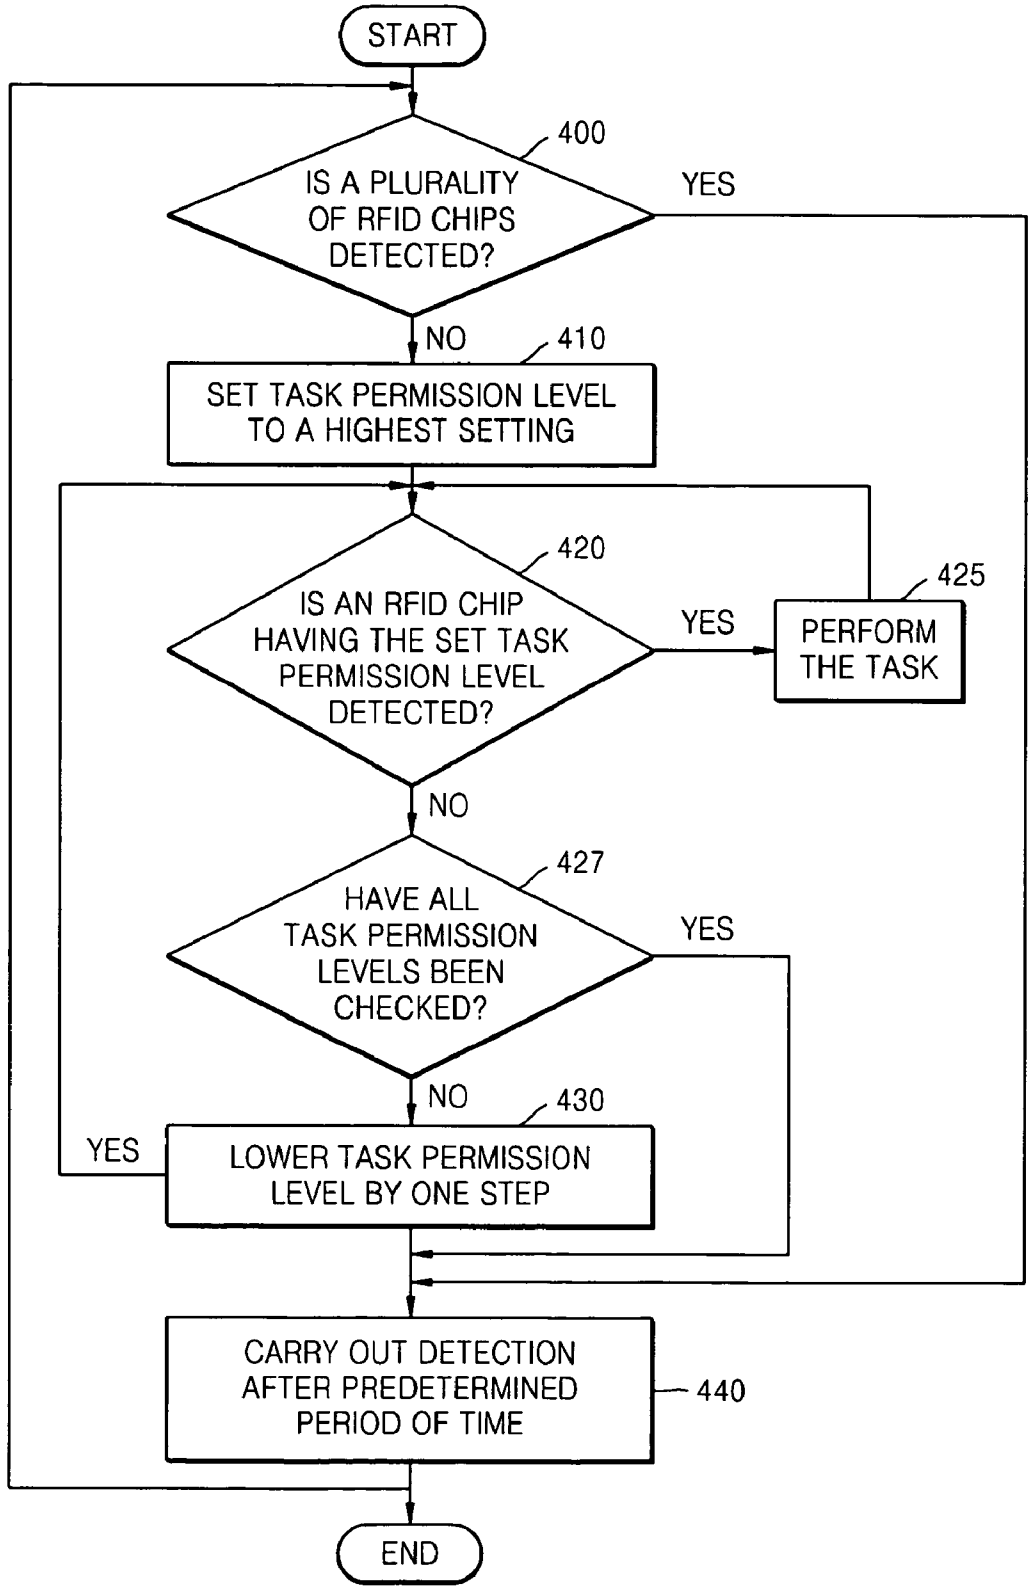 START
400
IS A PLURALITY
OF RFID CHIPS
DETECTED?
YES
NO
410
SET TASK PERMISSION LEVEL
TO A HIGHEST SETTING
420
IS AN RFID CHIP
HAVING THE SET TASK
PERMISSION LEVEL
DETECTED?
YES
425
PERFORM
THE TASK
NO
427
HAVE ALL
TASK PERMISSION
LEVELS BEEN
CHECKED?
YES
NO
430
YES
LOWER TASK PERMISSION
LEVEL BY ONE STEP
CARRY OUT DETECTION
AFTER PREDETERMINED
PERIOD OF TIME
440
END